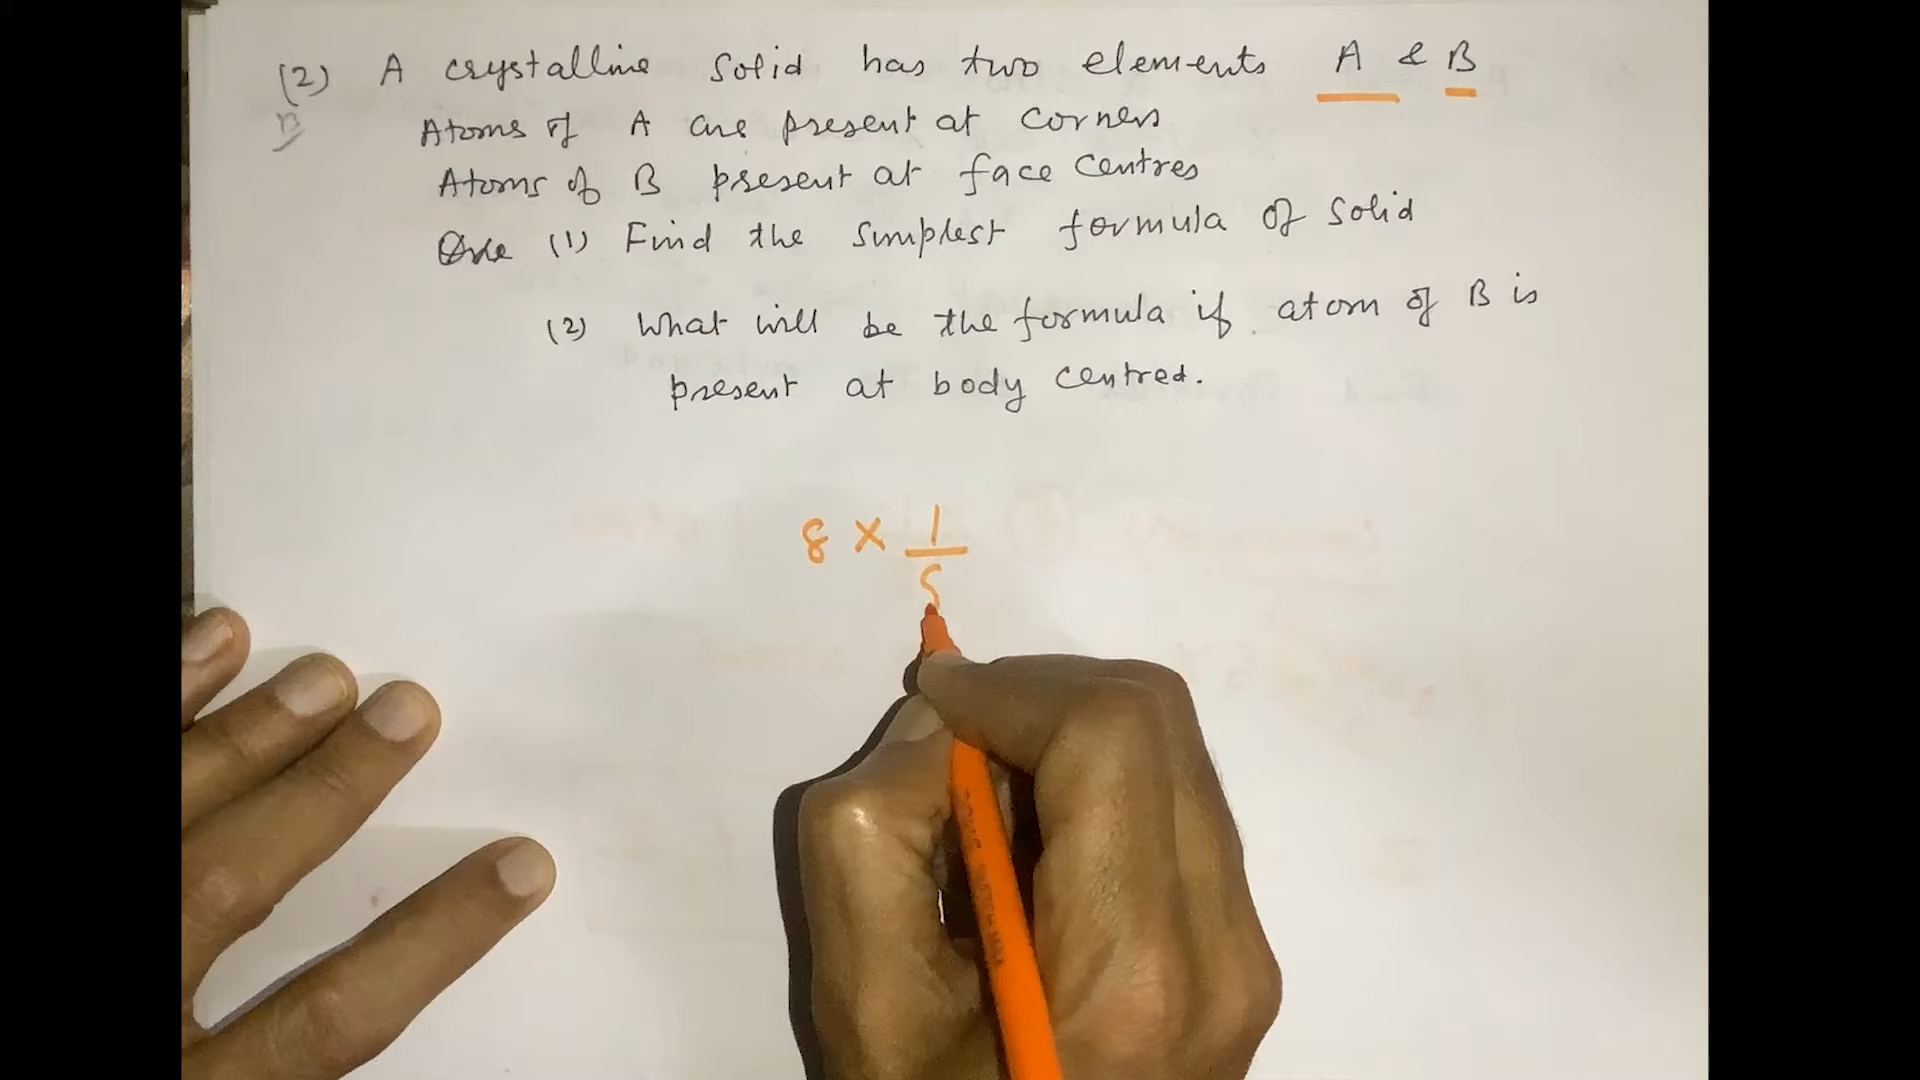 (2) A crystalline solid has two elements A & B
B
Atoms of A are present at corners
Atoms of B present at face centres
(1) Find the simplest formula of solid
(2) What will be the formula if atom of B is
present at body centred.
8 × 1